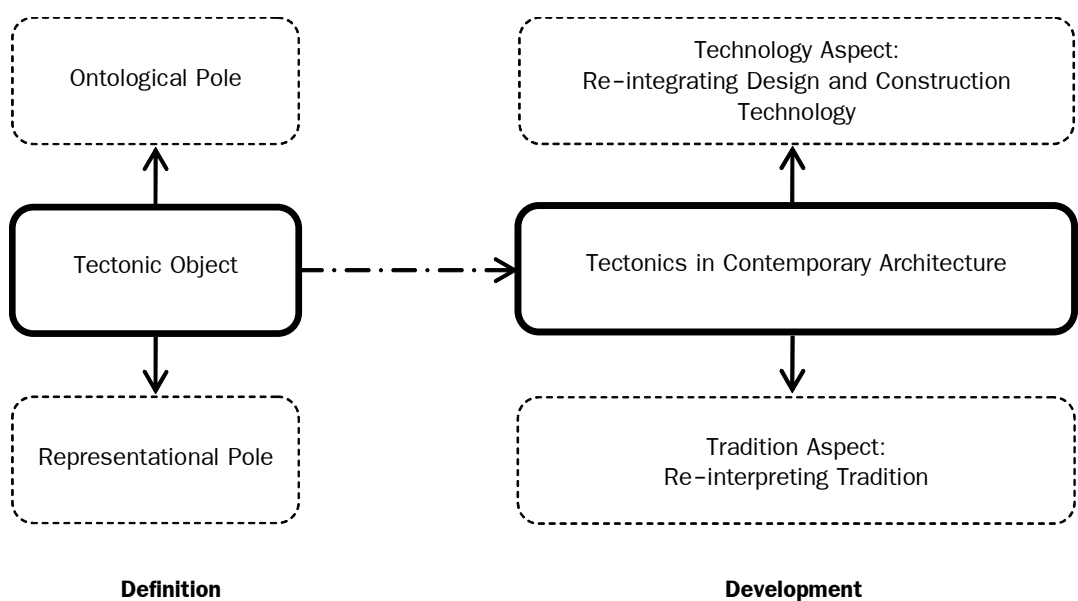 Ontological Pole
Technology Aspect:
Re-integrating Design and Construction
Technology
Tectonic Object
Tectonics in Contemporary Architecture
Representational Pole
Tradition Aspect:
Re-interpreting Tradition
Definition
Development